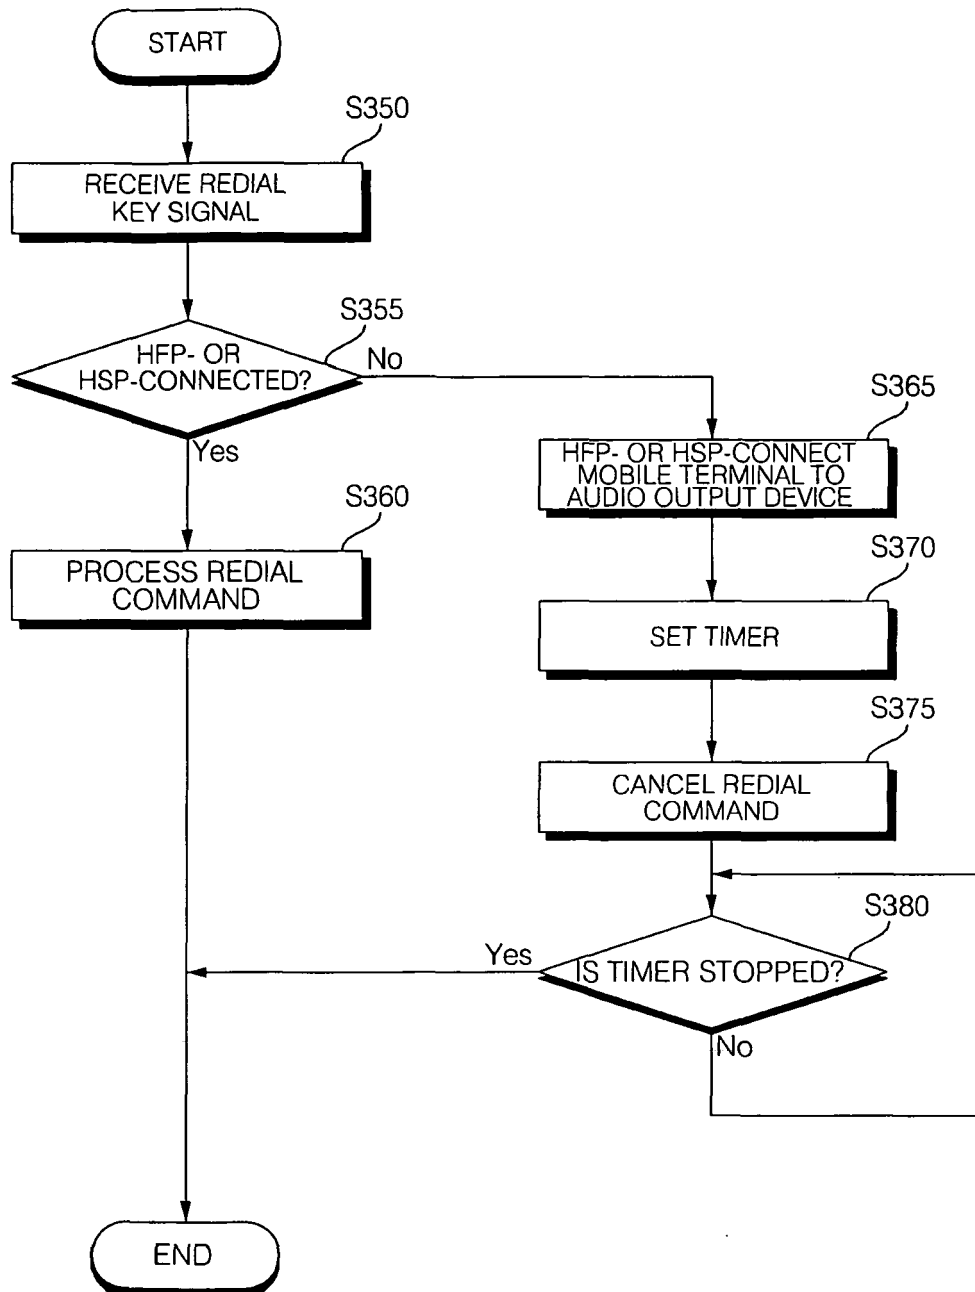 START
S350
RECEIVE REDIAL
KEY SIGNAL
S355
HFP- OR
HSP-CONNECTED?
No
Yes
S365
HFP- OR HSP-CONNECT
MOBILE TERMINAL TO
AUDIO OUTPUT DEVICE
S360
PROCESS REDIAL
COMMAND
S370
SET TIMER
S375
CANCEL REDIAL
COMMAND
S380
IS TIMER STOPPED?
Yes
No
END